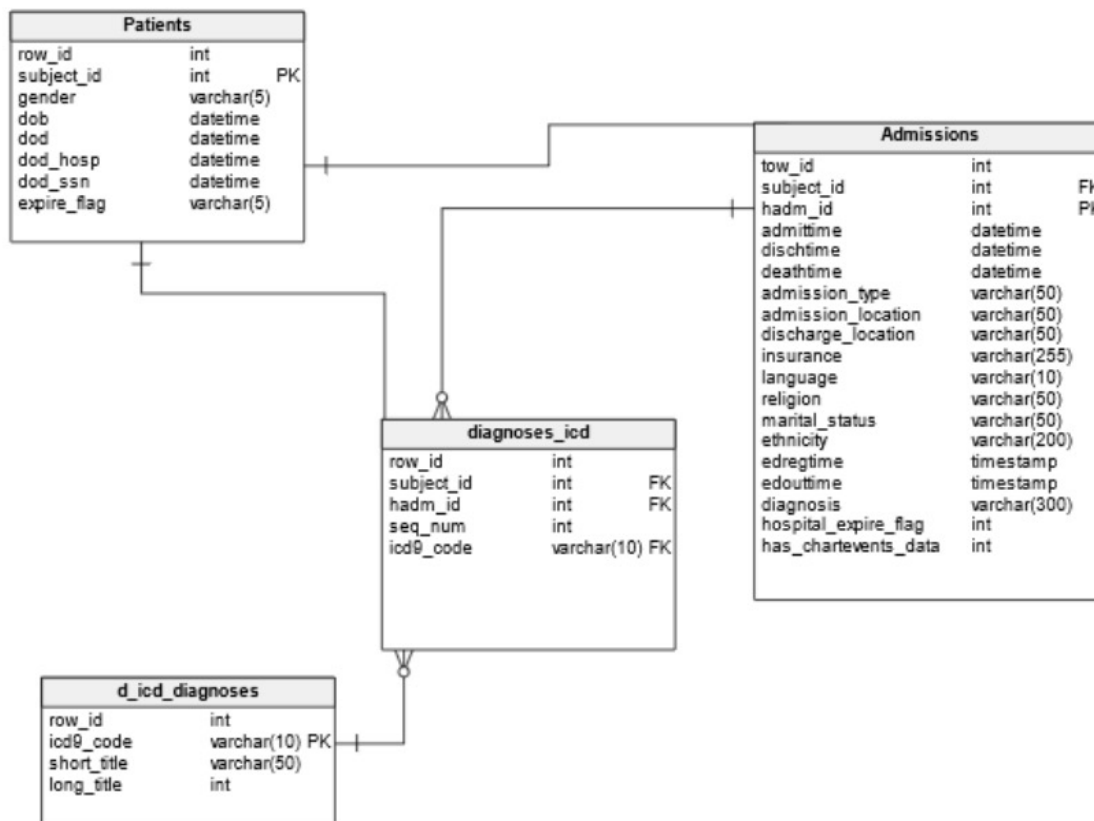 Patients
row_id int
subject_id int PK
gender varchar(5)
dob datetime
dod datetime
dod_hosp datetime
dod_ssn datetime
expire_flag varchar(5)
Admissions
tow_id int
subject_id int FK
hadm_id int PK
admittime datetime
dischtime datetime
deathtime datetime
admission_type varchar(50)
admission_location varchar(50)
discharge_location varchar(50)
insurance varchar(255)
language varchar(10)
religion varchar(50)
marital_status varchar(50)
ethnicity varchar(200)
edregtime timestamp
edouttime timestamp
diagnosis varchar(300)
hospital_expire_flag int
has_chartevents_data int
diagnoses_icd
row_id int
subject_id int FK
hadm_id int FK
seq_num int
icd9_code varchar(10) FK
d_icd_diagnoses
row_id int
icd9_code varchar(10) PK
short_title varchar(50)
long_title int